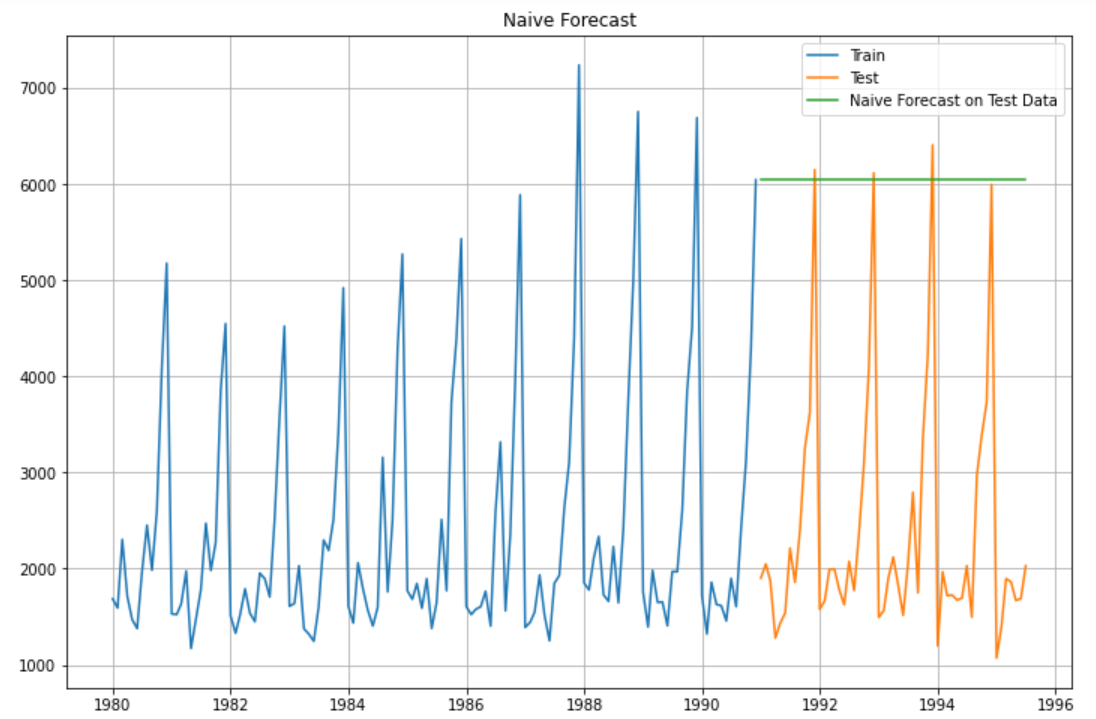 Naive Forecast
Train
Test
Naive Forecast on Test Data
7000
6000
5000
4000
3000
2000
1000
1980 1982 1984 1986 1988 1990 1992 1994 1996